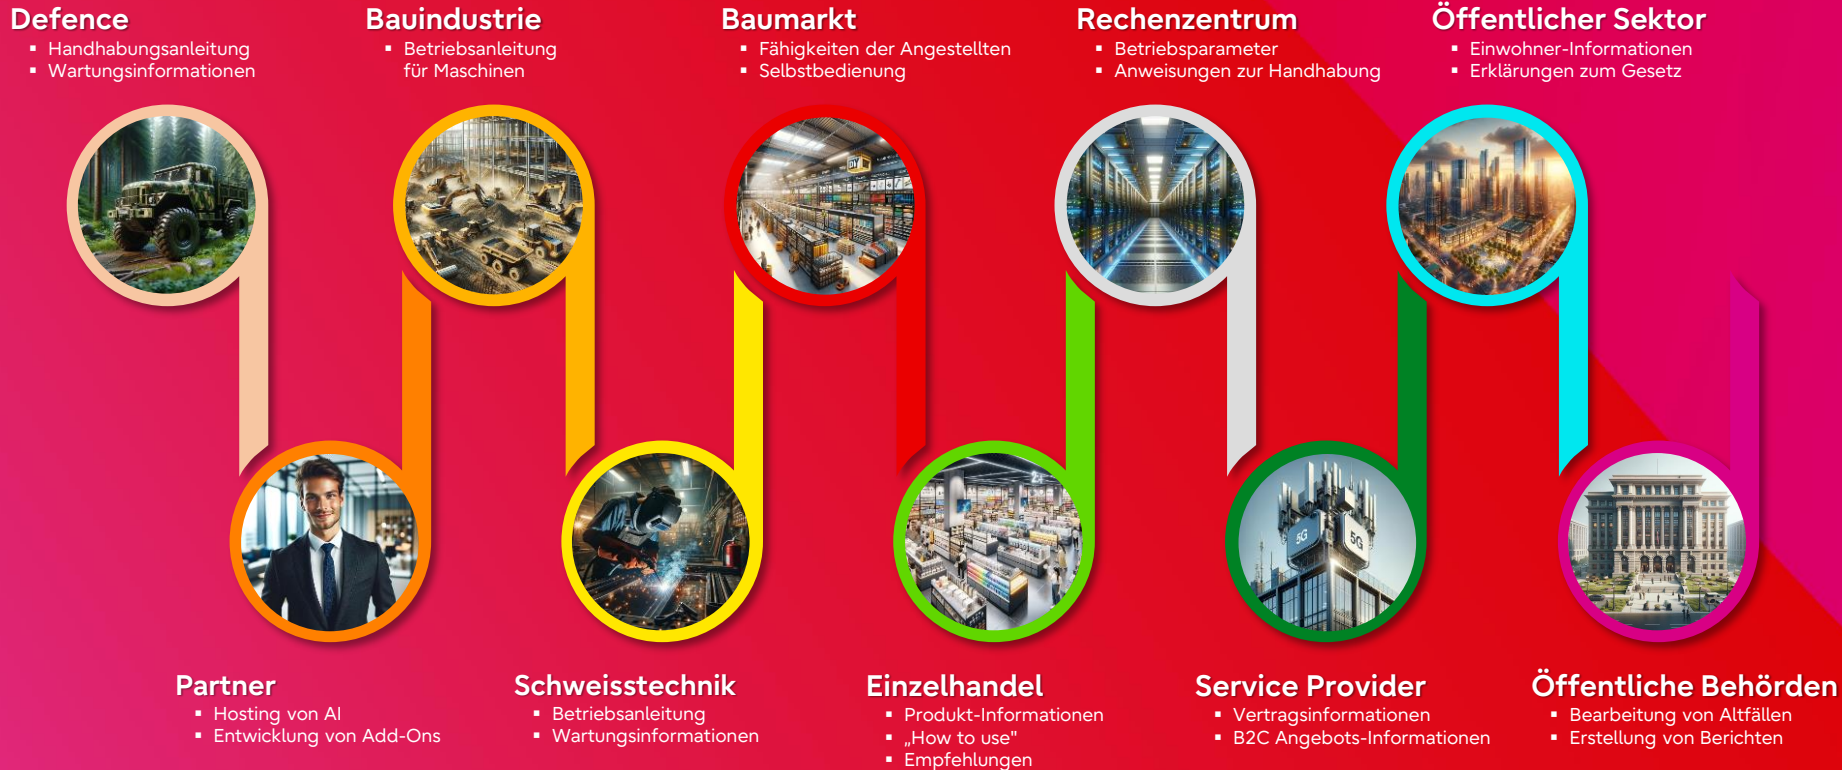 Defence
▪ Handhabungsanleitung
▪ Wartungsinformationen
Bauindustrie
▪ Betriebsanleitung
für Maschinen
Baumarkt
▪ Fähigkeiten der Angestellten
▪ Selbstbedienung
Rechenzentrum
▪ Betriebsparameter
▪ Anweisungen zur Handhabung
Öffentlicher Sektor
▪ Einwohner-Informationen
▪ Erklärungen zum Gesetz
5G
5G
Partner
▪ Hosting von AI
▪ Entwicklung von Add-Ons
Schweisstechnik
▪ Betriebsanleitung
▪ Wartungsinformationen
Einzelhandel
▪ Produkt-Informationen
▪ „How to use"
▪ Empfehlungen
Service Provider
▪ Vertragsinformationen
▪ B2C Angebots-Informationen
Öffentliche Behörden
▪ Bearbeitung von Altfällen
▪ Erstellung von Berichten